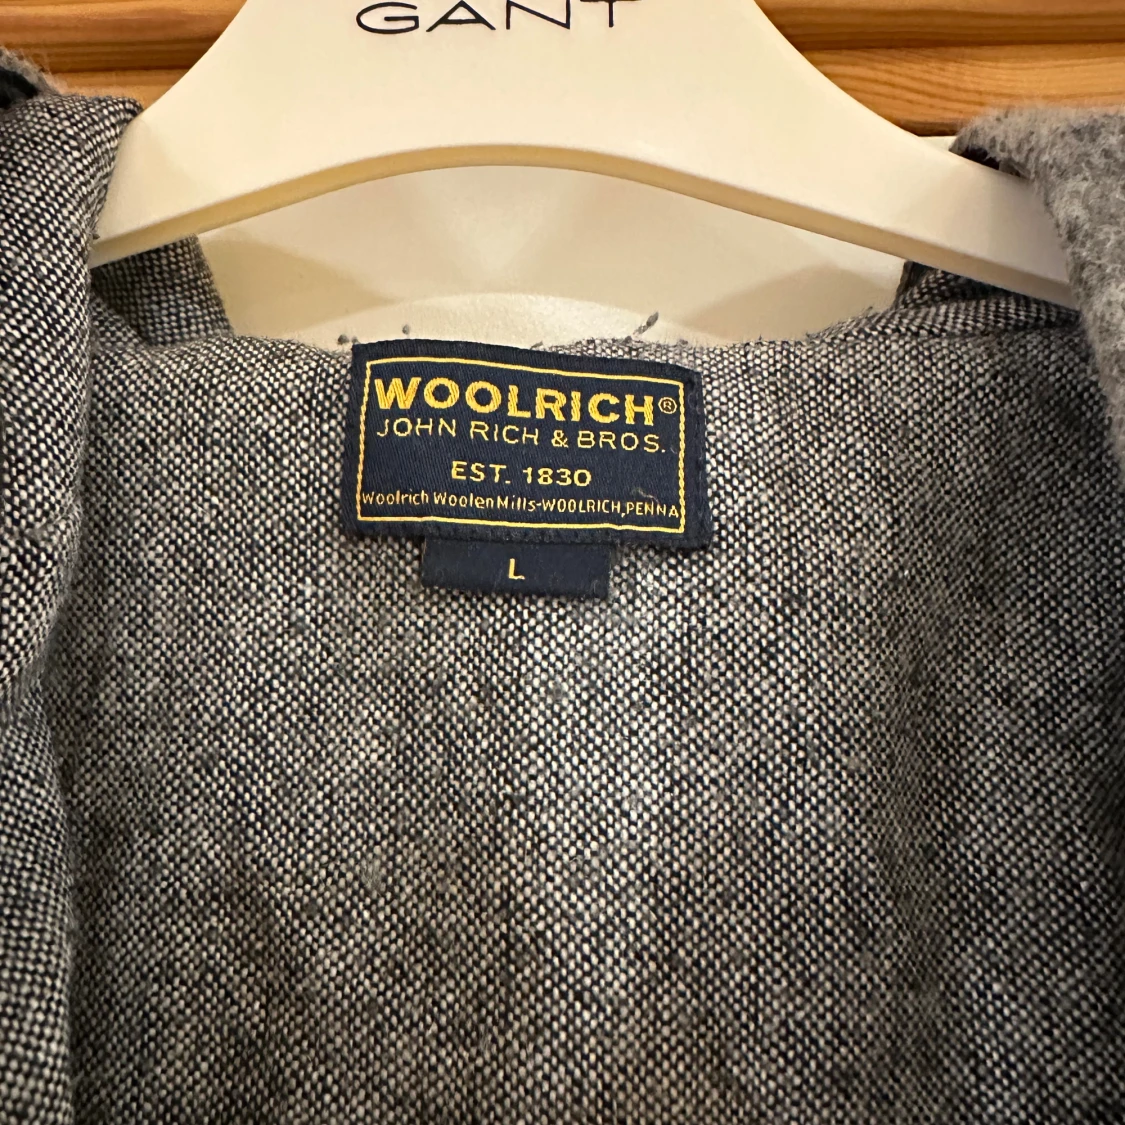 GANT
WOOLRICH®
JOHN RICH & BROS.
EST. 1830
Woolrich Woolen Mills-WOOLRICH, PENNA
L